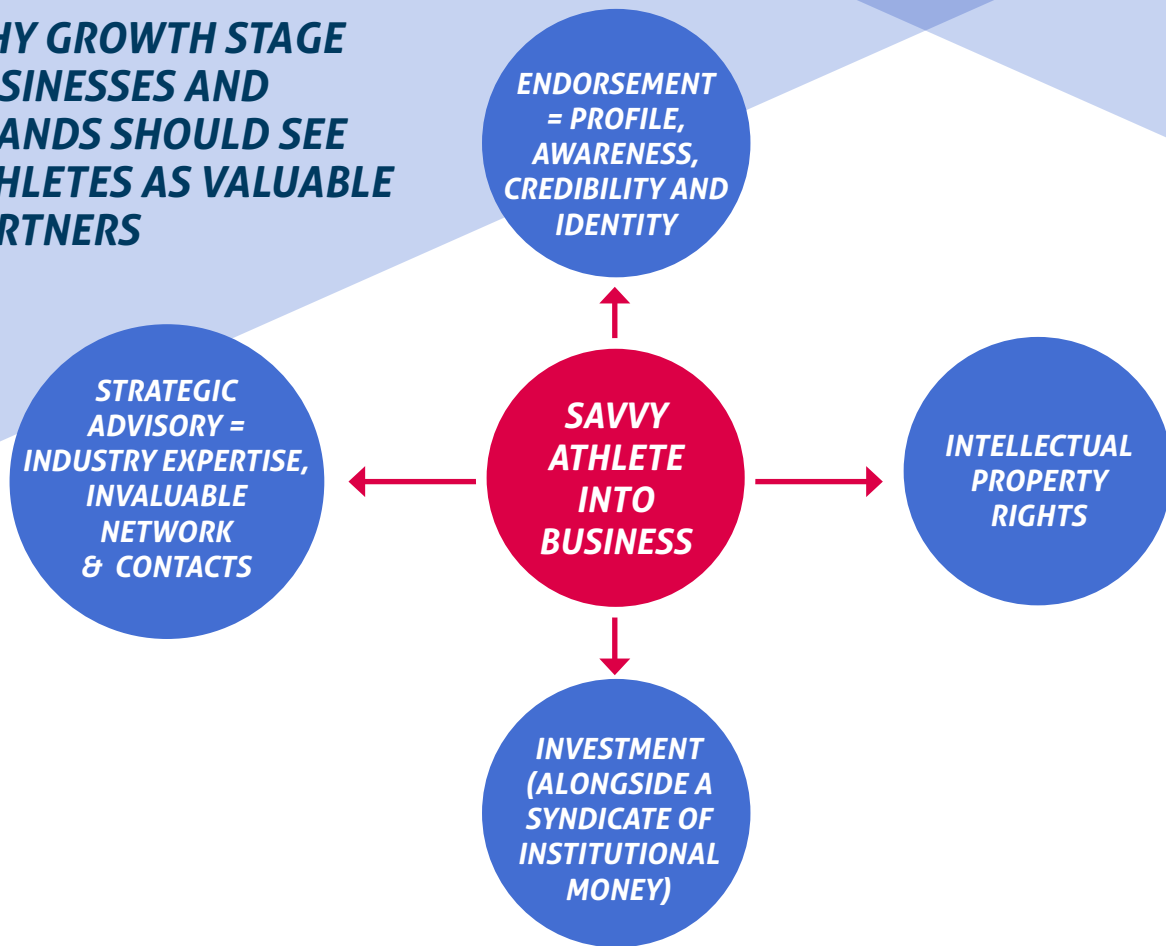 HY GROWTH STAGE
SINESSES AND
ANDS SHOULD SEE
HLETES AS VALUABLE
RTNERS
ENDORSEMENT
= PROFILE,
AWARENESS,
CREDIBILITY AND
IDENTITY
STRATEGIC
ADVISORY =
INDUSTRY EXPERTISE,
INVALUABLE
NETWORK
& CONTACTS
SAVVY
ATHLETE
INTO
BUSINESS
INTELLECTUAL
PROPERTY
RIGHTS
INVESTMENT
(ALONGSIDE A
SYNDICATE OF
INSTITUTIONAL
MONEY)